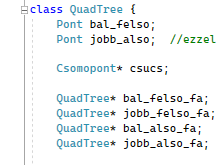 class QuadTree {
Pont bal_felso;
Pont jobb_also; //ezzel
Csomopont* csucs;
QuadTree* bal_felso_fa;
QuadTree* jobb_felso_fa;
QuadTree* bal_also_fa;
QuadTree* jobb_also_fa;